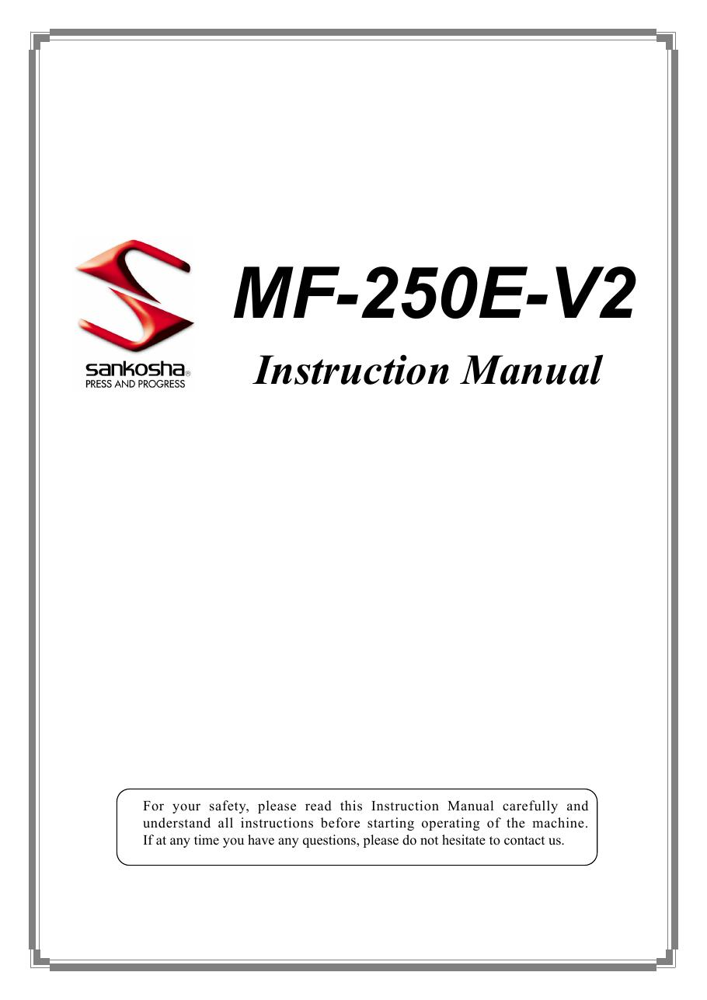 MF-250E-V2
Instruction Manual
sankosha®
PRESS AND PROGRESS
For your safety, please read this Instruction Manual carefully and
understand all instructions before starting operating of the machine.
If at any time you have any questions, please do not hesitate to contact us.